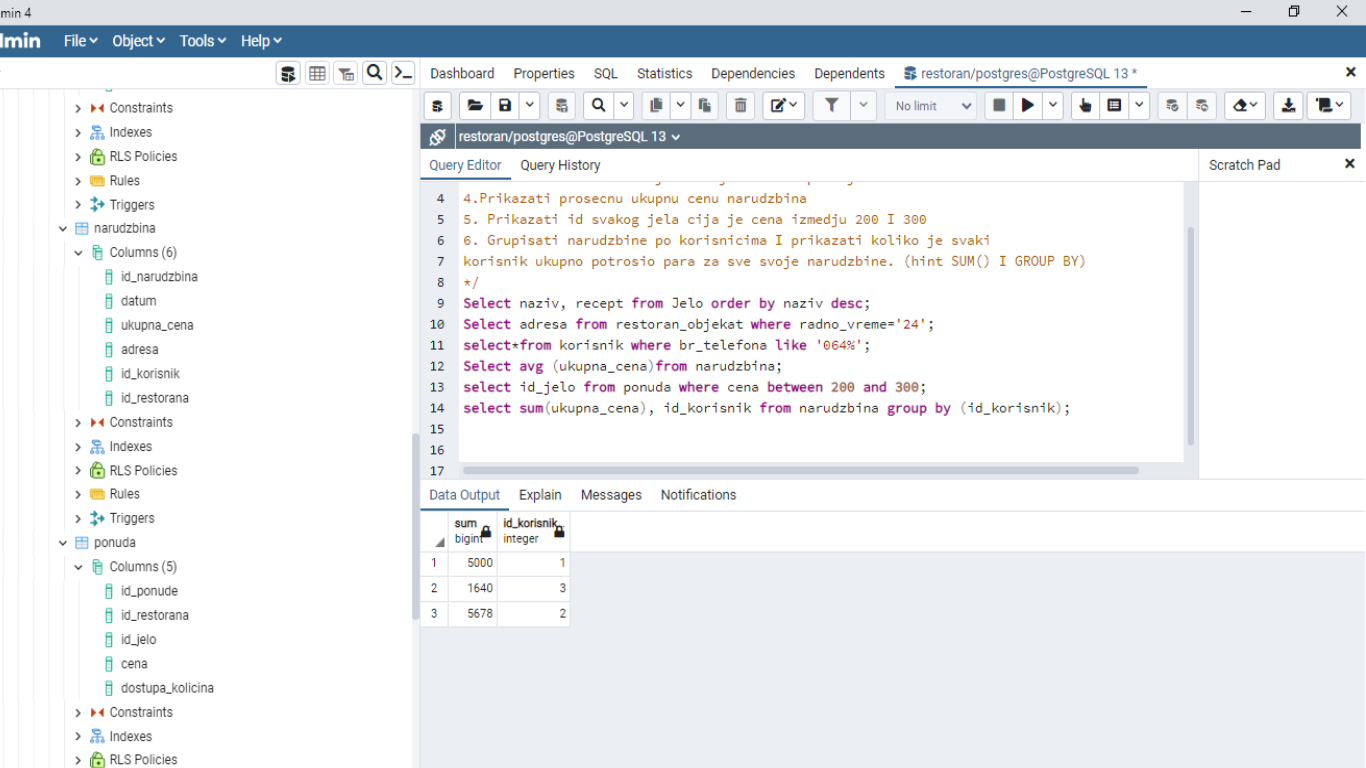 min 4
lmin File Object Tools Help
Dashboard Properties SQL Statistics Dependencies Dependents restoran/postgres@PostgreSQL 13 *
No limit
restoran/postgres@PostgreSQL 13
Query Editor Query History
Scratch Pad
Constraints
Indexes
RLS Policies
Rules
Triggers
narudzbina
Columns (6)
id_narudzbina
datum
ukupna_cena
adresa
id_korisnik
id_restorana
Constraints
Indexes
RLS Policies
Rules
Triggers
ponuda
Columns (5)
id_ponude
id_restorana
id_jelo
cena
dostupa_kolicina
Constraints
Indexes
RLS Policies
4 4.Prikazati prosecnu ukupnu cenu narudzbina
5 5. Prikazati id svakog jela cija je cena izmedju 200 I 300
6 6. Grupisati narudzbine po korisnicima I prikazati koliko je svaki
7 korisnik ukupno potrosio para za sve svoje narudzbine. (hint SUM() I GROUP BY)
8 */
9 Select naziv, recept from Jelo order by naziv desc;
10 Select adresa from restoran_objekat where radno_vreme='24';
11 select*from korisnik where br_telefona like '064%';
12 Select avg (ukupna_cena)from narudzbina;
13 select id_jelo from ponuda where cena between 200 and 300;
14 select sum(ukupna_cena), id_korisnik from narudzbina group by (id_korisnik);
15
16
17
Data Output Explain Messages Notifications
sum id_korisnik
bigint integer
1 5000 1
2 1640 3
3 5678 2